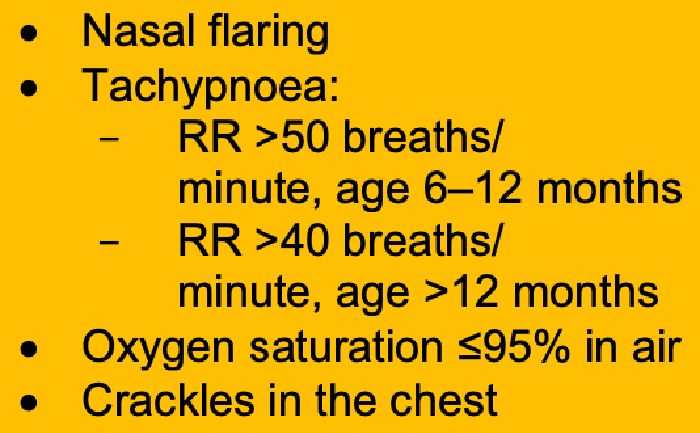 • Nasal flaring
• Tachypnoea:
– RR >50 breaths/
minute, age 6–12 months
– RR >40 breaths/
minute, age >12 months
• Oxygen saturation ≤95% in air
• Crackles in the chest